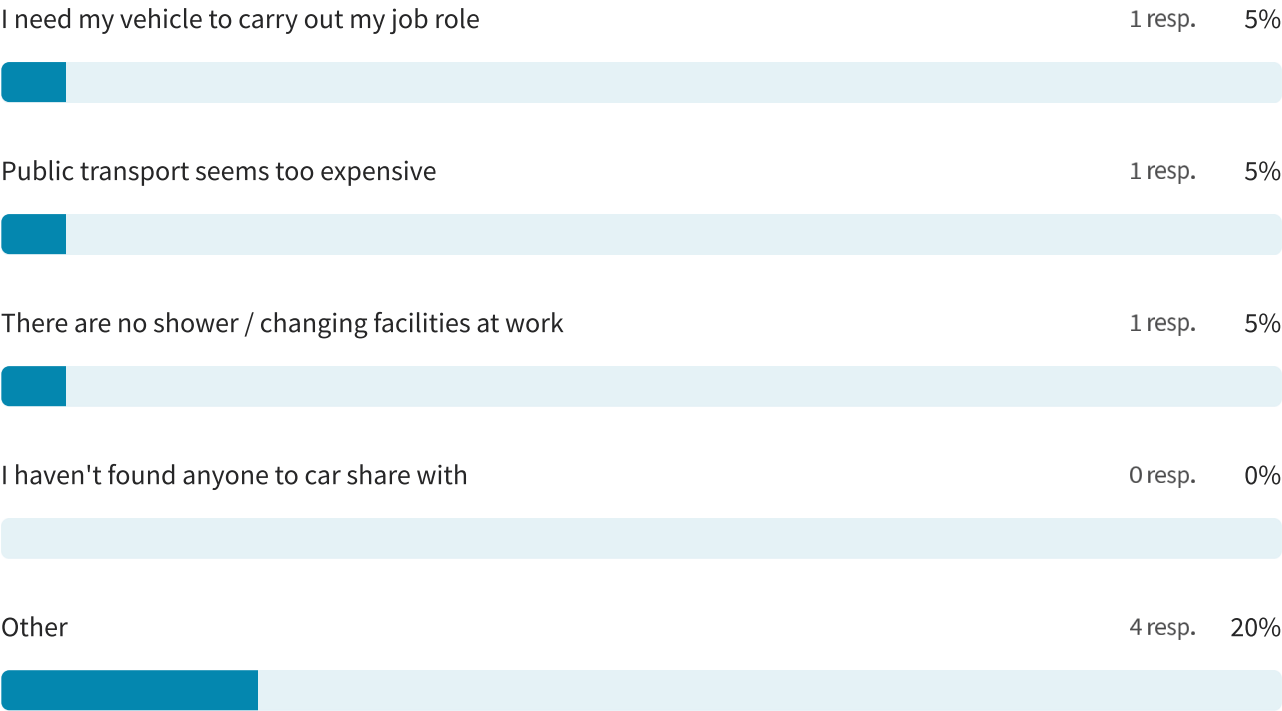 I need my vehicle to carry out my job role 1 resp. 5%
Public transport seems too expensive 1 resp. 5%
There are no shower / changing facilities at work 1 resp. 5%
I haven't found anyone to car share with 0 resp. 0%
Other 4 resp. 20%